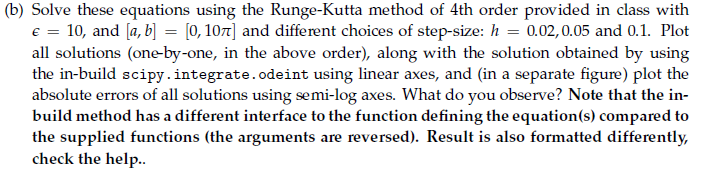 (b) Solve these equations using the Runge-Kutta method of 4th order provided in class with
ϵ = 10, and [a, b] = [0, 10π] and different choices of step-size: h = 0.02, 0.05 and 0.1. Plot
all solutions (one-by-one, in the above order), along with the solution obtained by using
the in-build scipy.integrate.odeint using linear axes, and (in a separate figure) plot the
absolute errors of all solutions using semi-log axes. What do you observe? Note that the in-
build method has a different interface to the function defining the equation(s) compared to
the supplied functions (the arguments are reversed). Result is also formatted differently,
check the help..